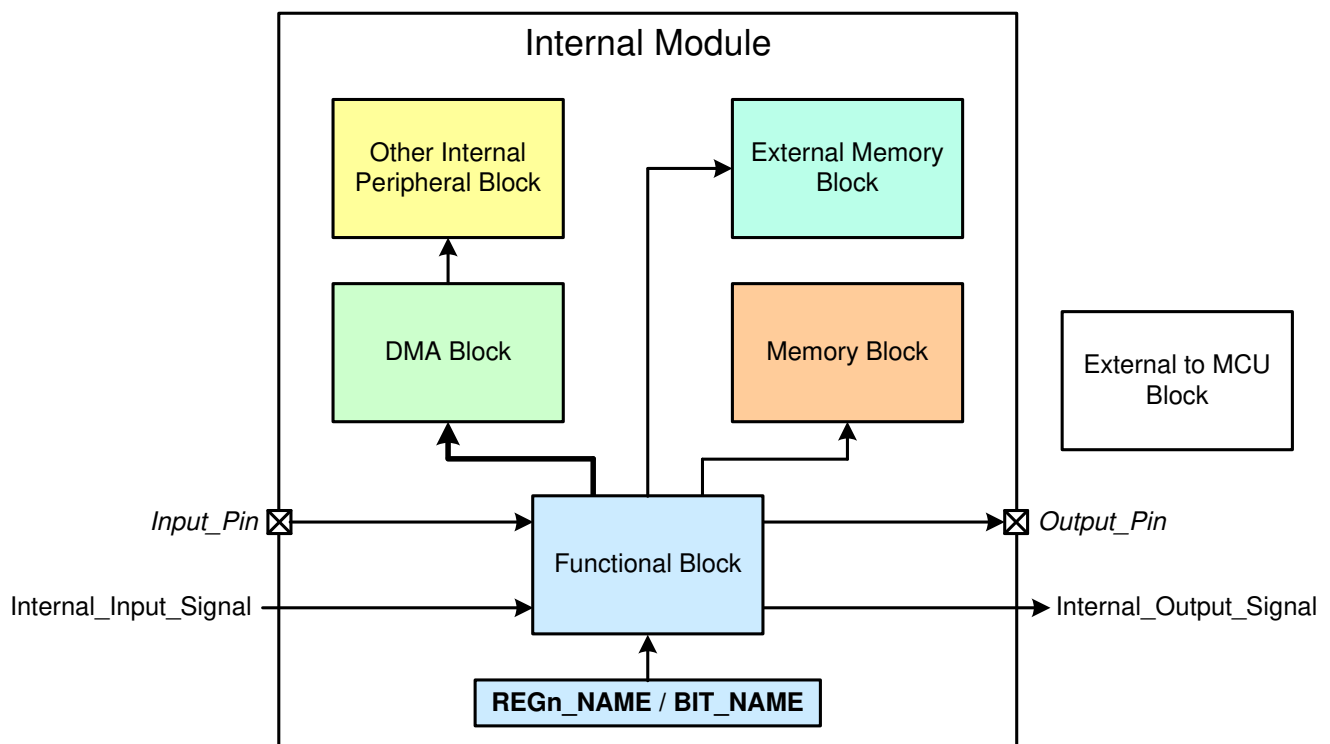 Internal Module
Other Internal
Peripheral Block
External Memory
Block
DMA Block
Memory Block
External to MCU
Block
Input_Pin
Output_Pin
Functional Block
Internal_Input_Signal
Internal_Output_Signal
REGn_NAME / BIT_NAME